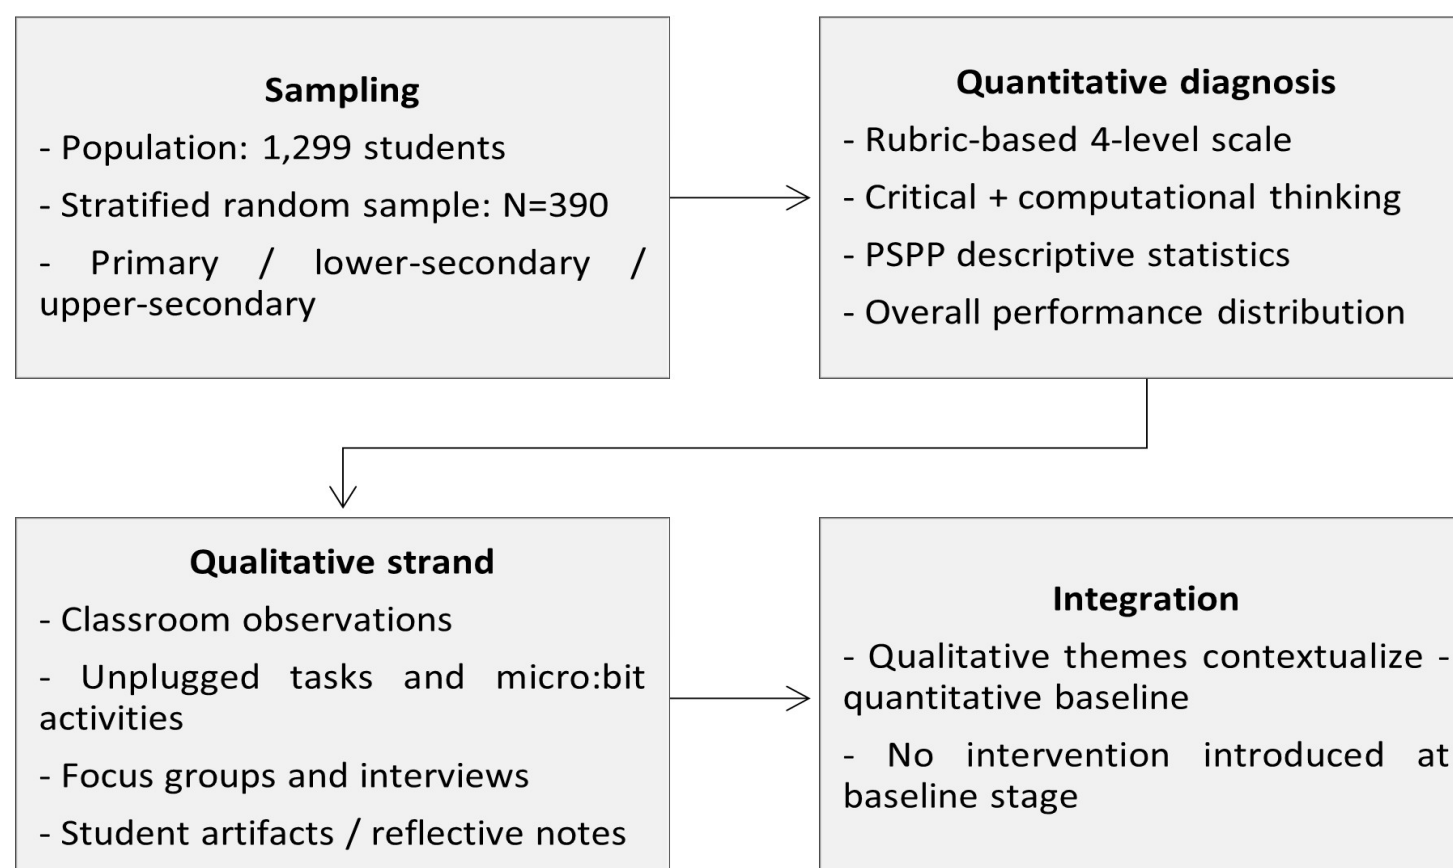 Sampling
- Population: 1,299 students
- Stratified random sample: N=390
- Primary / lower-secondary /
upper-secondary
Quantitative diagnosis
- Rubric-based 4-level scale
- Critical + computational thinking
- PSPP descriptive statistics
- Overall performance distribution
Qualitative strand
- Classroom observations
- Unplugged tasks and micro:bit
activities
- Focus groups and interviews
- Student artifacts / reflective notes
Integration
- Qualitative themes contextualize -
quantitative baseline
- No intervention introduced at
baseline stage